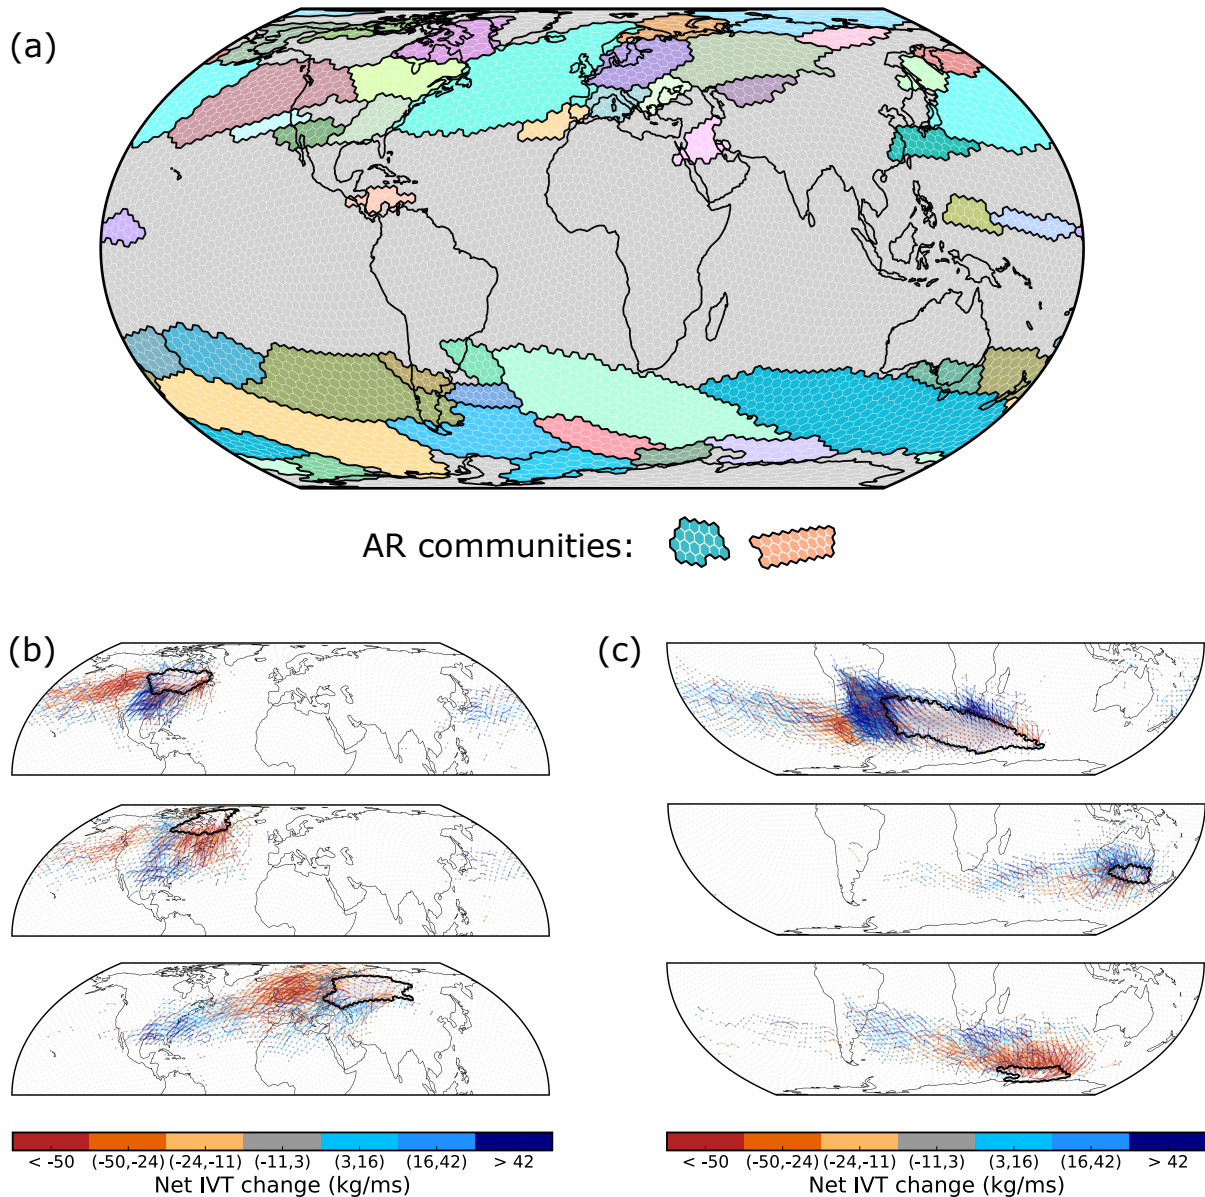 (a)
AR communities:
(b)
(c)
< -50 (-50,-24) (-24,-11) (-11,3) (3,16) (16,42) > 42
Net IVT change (kg/ms)
< -50 (-50,-24) (-24,-11) (-11,3) (3,16) (16,42) > 42
Net IVT change (kg/ms)